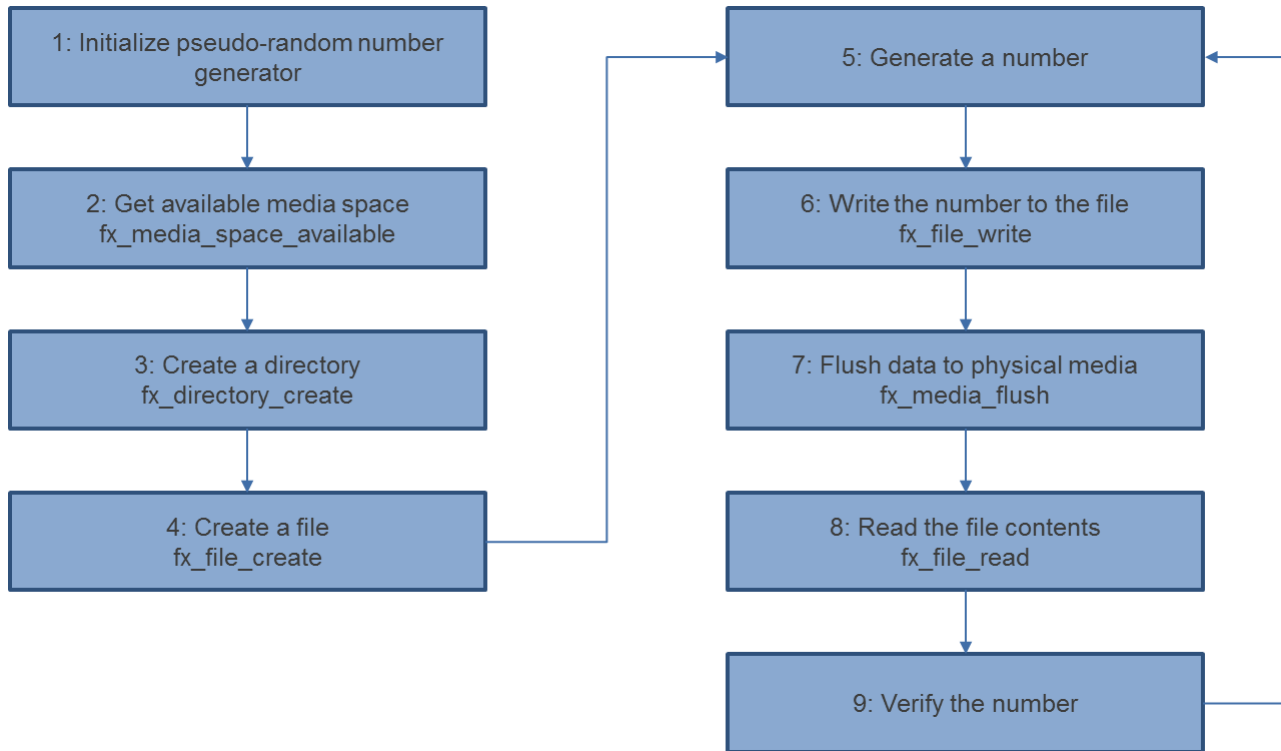 1: Initialize pseudo-random number
generator
2: Get available media space
fx_media_space_available
3: Create a directory
fx_directory_create
4: Create a file
fx_file_create
5: Generate a number
6: Write the number to the file
fx_file_write
7: Flush data to physical media
fx_media_flush
8: Read the file contents
fx_file_read
9: Verify the number